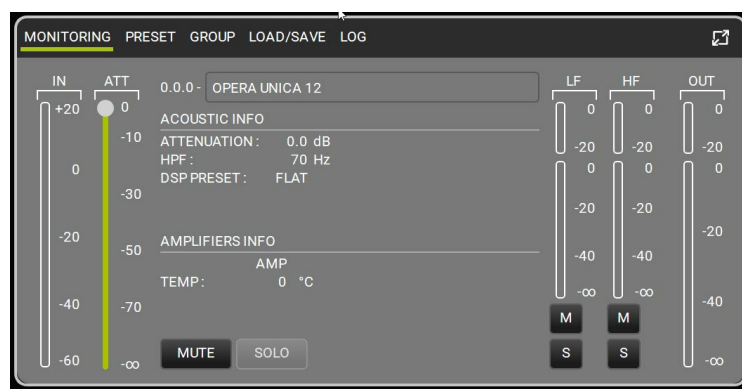 MONITORING PRESET GROUP LOAD/SAVE LOG
IN ATT LF HF OUT
0.0.0 - OPERA UNICA 12
+20 0 0 0 0
ACOUSTIC INFO
-10 ATTENUATION : 0.0 dB -20 -20 -20
HPF : 70 Hz
0 DSP PRESET : FLAT 0 0 0
-30
-20 -20
-20 -50 AMPLIFIERS INFO -20
AMP -40 -40
TEMP : 0 °C
-∞ -∞
-40 -70 -40
M M
MUTE SOLO S S
-60 -∞ -∞